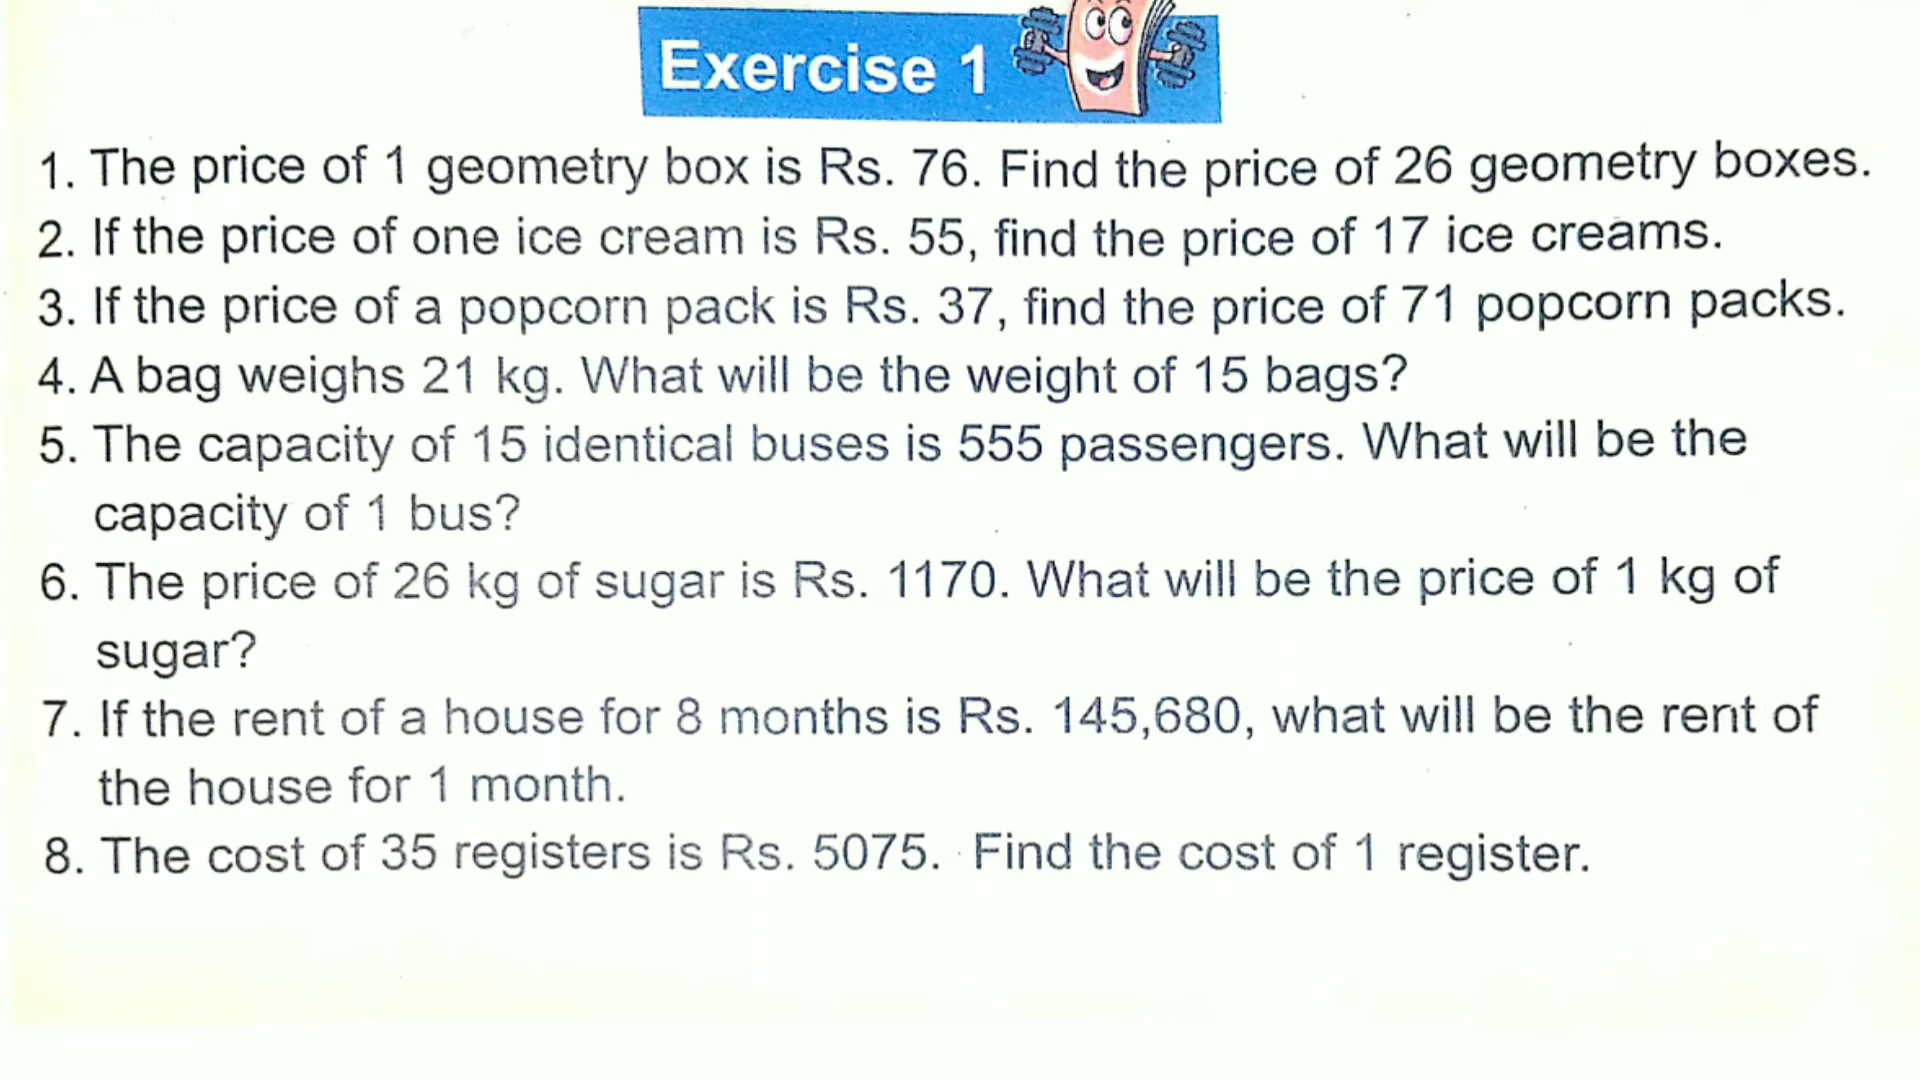 Exercise 1
1. The price of 1 geometry box is Rs. 76. Find the price of 26 geometry boxes.
2. If the price of one ice cream is Rs. 55, find the price of 17 ice creams.
3. If the price of a popcorn pack is Rs. 37, find the price of 71 popcorn packs.
4. A bag weighs 21 kg. What will be the weight of 15 bags?
5. The capacity of 15 identical buses is 555 passengers. What will be the
capacity of 1 bus?
6. The price of 26 kg of sugar is Rs. 1170. What will be the price of 1 kg of
sugar?
7. If the rent of a house for 8 months is Rs. 145,680, what will be the rent of
the house for 1 month.
8. The cost of 35 registers is Rs. 5075. Find the cost of 1 register.